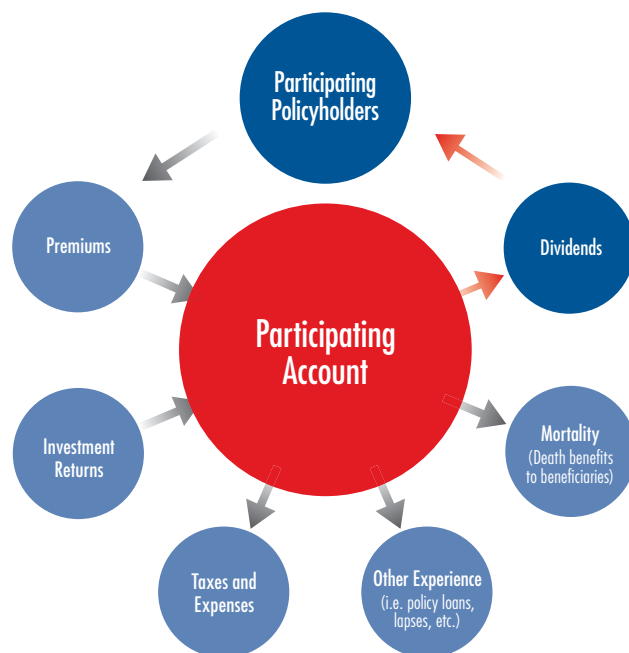 Participating
Policyholders
Premiums
Dividends
Participating
Account
Investment
Returns
Mortality
(Death benefits
to beneficiaries)
Taxes and
Expenses
Other Experience
(i.e. policy loans,
lapses, etc.)